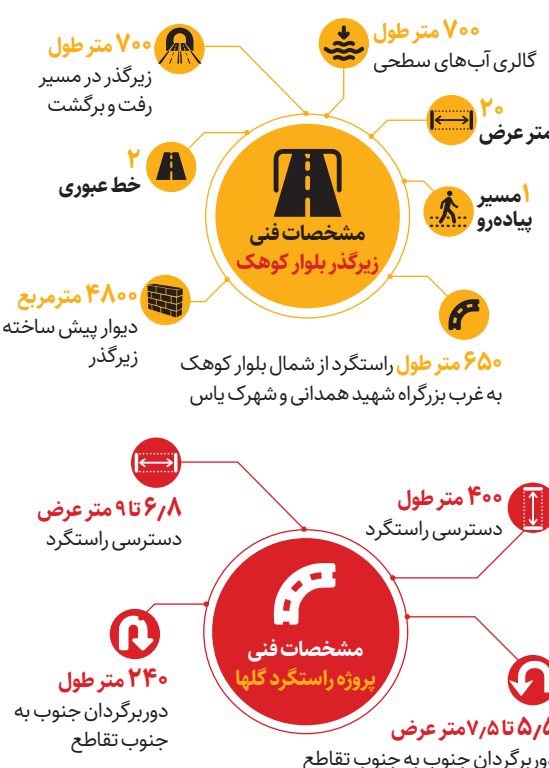 ۷۰۰ متر طول
گالری آب‌های سطحی
۷۰۰ متر طول
زیرگذر در مسیر
رفت و برگشت
۲۰
متر عرض
۲
خط عبوری
۱ مسیر
پیاده‌رو
مشخصات فنی
زیرگذر بلوار کوهک
۴۸۰۰ مترمربع
دیوار پیش ساخته
زیرگذر
۶۵۰ متر طول راستگرد از شمال بلوار کوهک
به غرب بزرگراه شهید همدانی و شهرک یاس
۴۰۰ متر طول
دسترسی راستگرد
۶٫۸ تا ۹ متر عرض
دسترسی راستگرد
مشخصات فنی
پروژه راستگرد گلها
۲۴۰ متر طول
دوربرگردان جنوب به
جنوب تقاطع
۵٫۵ تا ۷٫۵ متر عرض
دوربرگردان جنوب به جنوب تقاطع